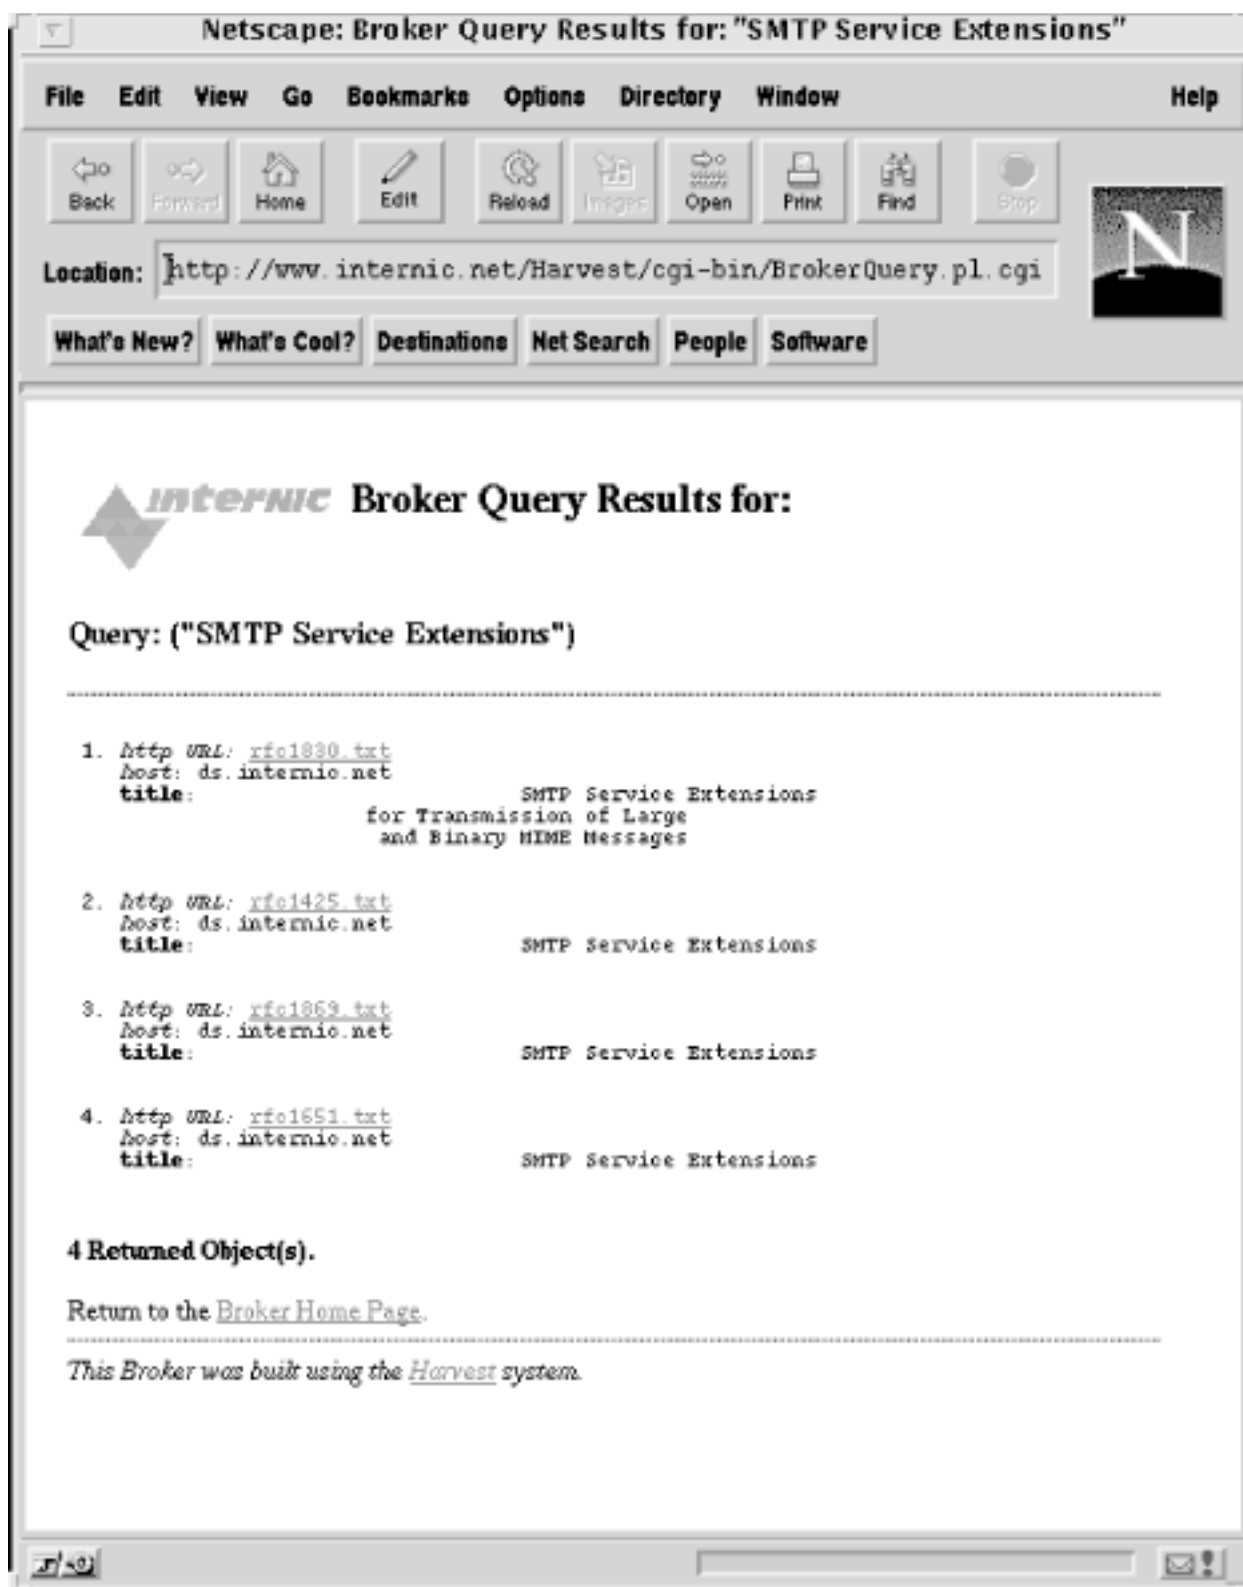 Netscape: Broker Query Results for: "SMTP Service Extensions"
File Edit View Go Bookmarks Options Directory Window Help
Back Forward Home Edit Reload Images Open Print Find Stop
Location: http://www.internic.net/Harvest/cgi-bin/BrokerQuery.pl.cgi
N
What's New? What's Cool? Destinations Net Search People Software
InterNIC Broker Query Results for:
Query: ("SMTP Service Extensions")
1. http URL: rfc1830.txt
host: ds.internic.net
title: SMTP Service Extensions
for Transmission of Large
and Binary MIME Messages
2. http URL: rfc1425.txt
host: ds.internic.net
title: SMTP Service Extensions
3. http URL: rfc1869.txt
host: ds.internic.net
title: SMTP Service Extensions
4. http URL: rfc1651.txt
host: ds.internic.net
title: SMTP Service Extensions
4 Returned Object(s).
Return to the Broker Home Page.
This Broker was built using the Harvest system.